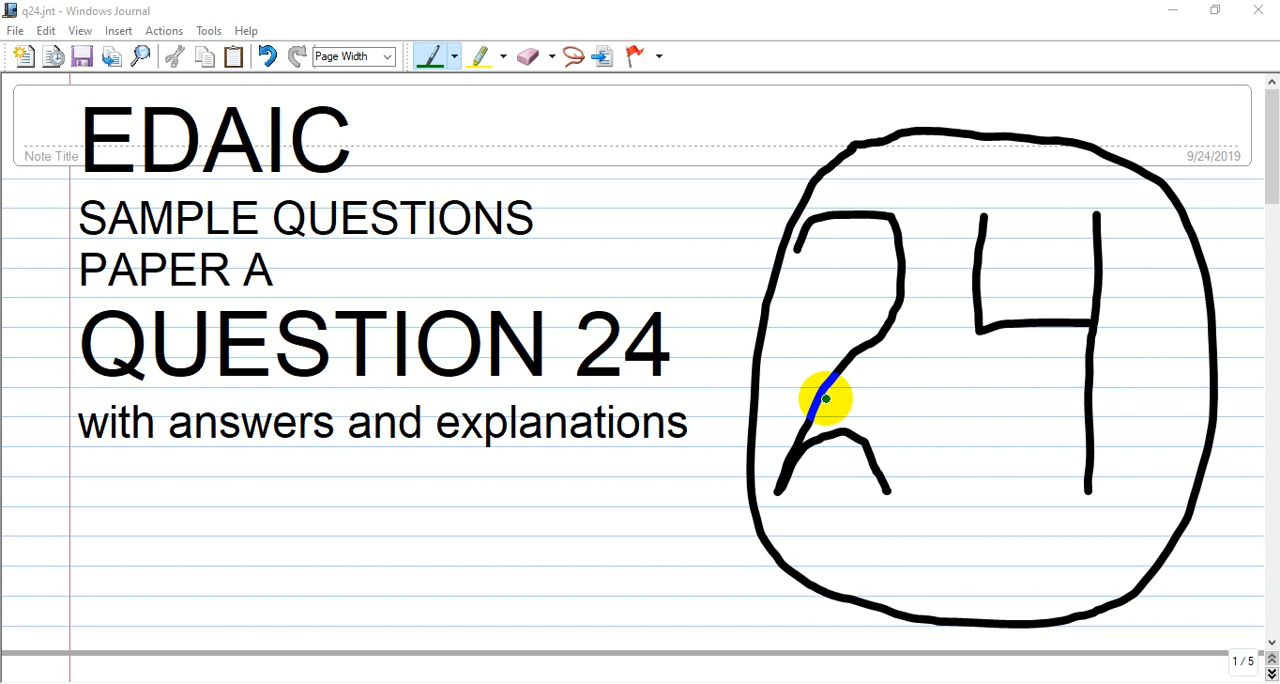 q24.jnt - Windows Journal
File Edit View Insert Actions Tools Help
Page Width
EDAIC
Note Title
9/24/2019
SAMPLE QUESTIONS
PAPER A
QUESTION 24
with answers and explanations
24
1 / 5